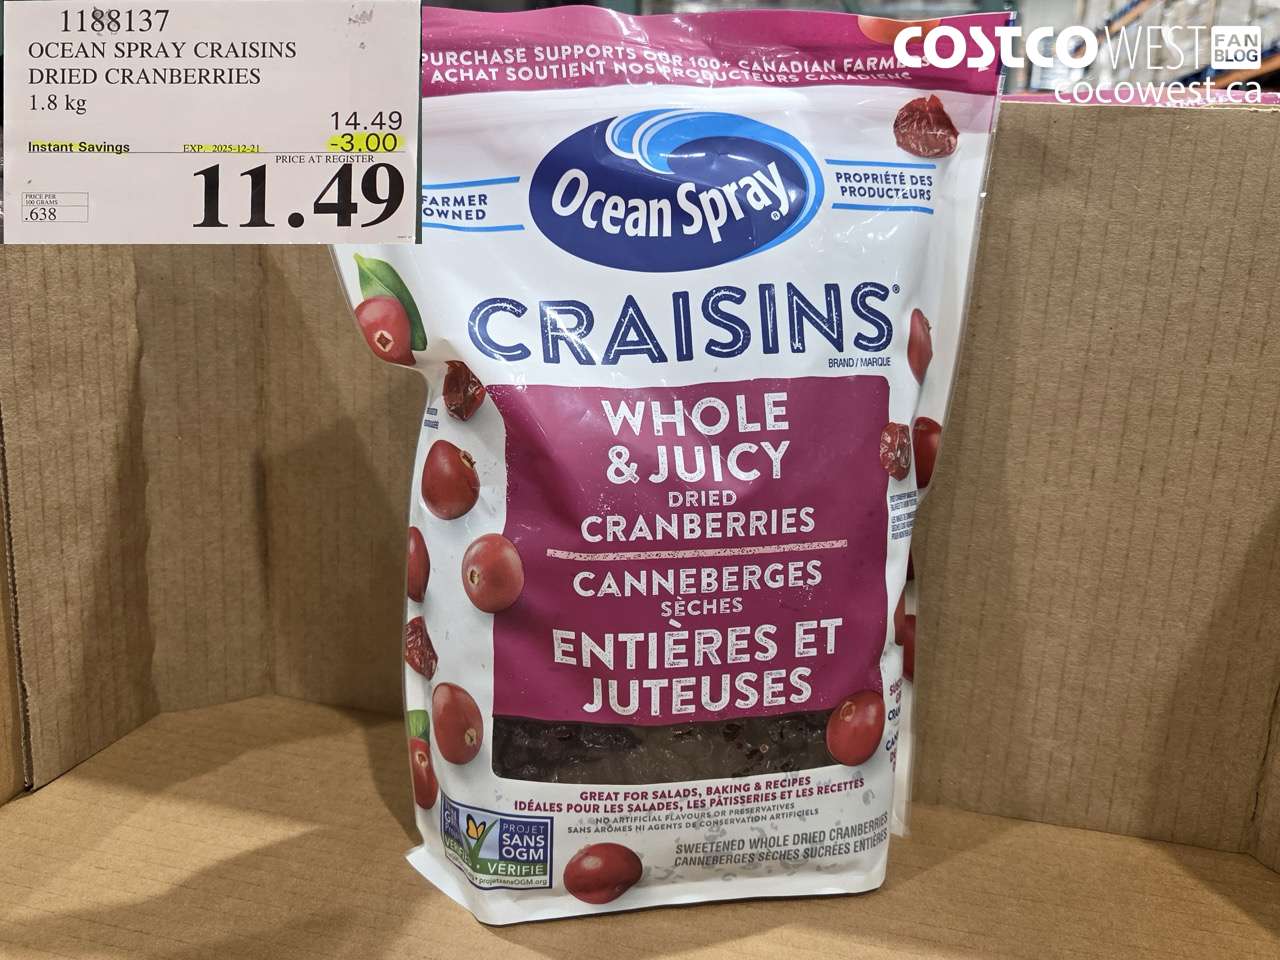 1188137
OCEAN SPRAY CRAISINS
DRIED CRANBERRIES
1.8 kg
14.49
Instant Savings EXP. 2025-12-21 -3.00
PRICE AT REGISTER
11.49
PRICE PER
100 GRAMS
.638
COSTCO WEST FAN BLOG
cocowest.ca
PURCHASE SUPPORTS OUR 100+ CANADIAN FARMERS
ACHAT SOUTIENT NOS PRODUCTEURS CANADIENS
FARMER
OWNED
Ocean Spray®
PROPRIÉTÉ DES
PRODUCTEURS
CRAISINS®
BRAND / MARQUE
WHOLE
& JUICY
DRIED
CRANBERRIES
CANNEBERGES
SÈCHES
ENTIÈRES ET
JUTEUSES
GREAT FOR SALADS, BAKING & RECIPES
IDÉALES POUR LES SALADES, LES PÂTISSERIES ET LES RECETTES
NO ARTIFICIAL FLAVOURS OR PRESERVATIVES
SANS ARÔMES NI AGENTS DE CONSERVATION ARTIFICIELS
SWEETENED WHOLE DRIED CRANBERRIES
CANNEBERGES SÈCHES SUCRÉES ENTIÈRES
PROJET
SANS
OGM
VÉRIFIÉ
projetsansOGM.org